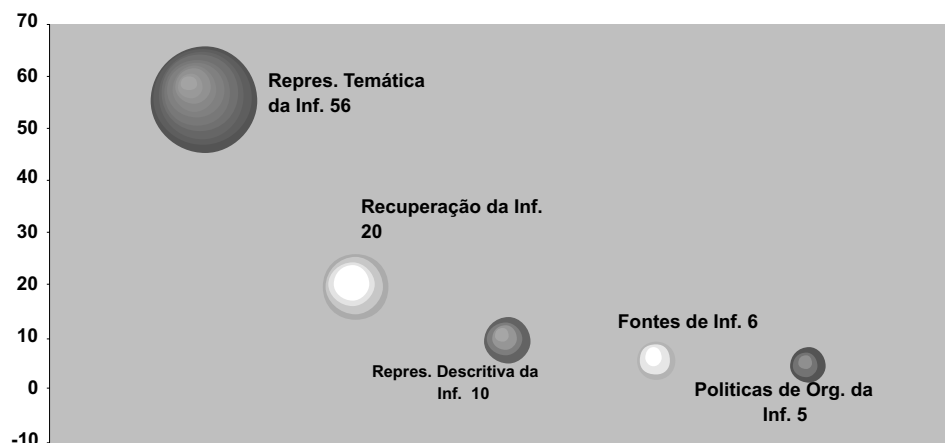 70
60
50
40
30
20
10
0
-10
Repres. Temática
da Inf. 56
Recuperação da Inf.
20
Repres. Descritiva da
Inf. 10
Fontes de Inf. 6
Politicas de Org. da
Inf. 5